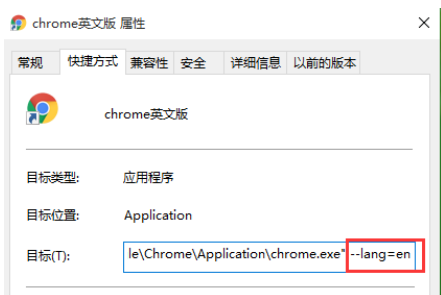 chrome英文版 属性
常规 快捷方式 兼容性 安全 详细信息 以前的版本
chrome英文版
目标类型: 应用程序
目标位置: Application
目标(T): le\Chrome\Application\chrome.exe" --lang=en